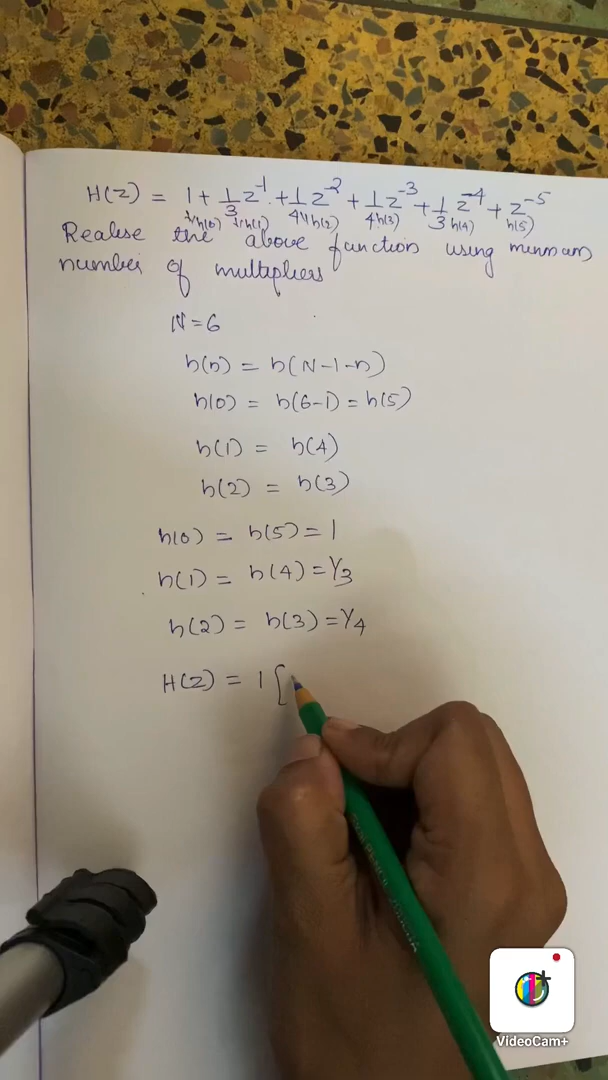 H(Z) = 1 + 1/3 z^-1 + 1/4 z^-2 + 1/4 z^-3 + 1/3 z^-4 + z^-5
h(0) h(1) h(2) h(3) h(4) h(5)
Realise the above function using minimum
number of multipliers
N=6
h(n) = h(N-1-n)
h(0) = h(6-1) = h(5)
h(1) = h(4)
h(2) = h(3)
h(0) = h(5) = 1
h(1) = h(4) = 1/3
h(2) = h(3) = 1/4
H(Z) = 1 [
VideoCam+